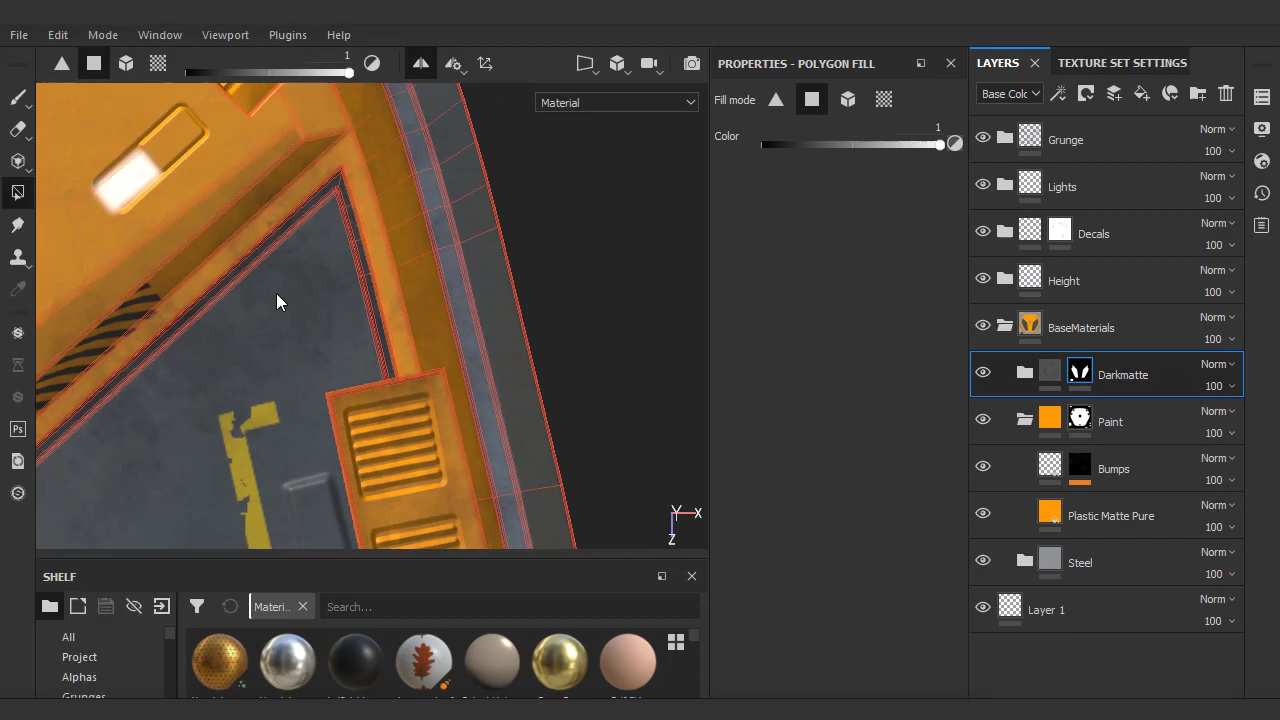 File Edit Mode Window Viewport Plugins Help
1
PROPERTIES - POLYGON FILL
LAYERS
TEXTURE SET SETTINGS
Fill mode
Material
Base Colo
Color
1
Grunge
Norm
100
Lights
Norm
100
Decals
Norm
100
Height
Norm
100
BaseMaterials
Norm
100
Darkmatte
Norm
100
Paint
Norm
100
Bumps
Norm
100
Plastic Matte Pure
Norm
100
Steel
Norm
100
Layer 1
Norm
100
Y
X
Z
SHELF
Ps
Materi..
Search...
All
Project
Alphas
Grunges